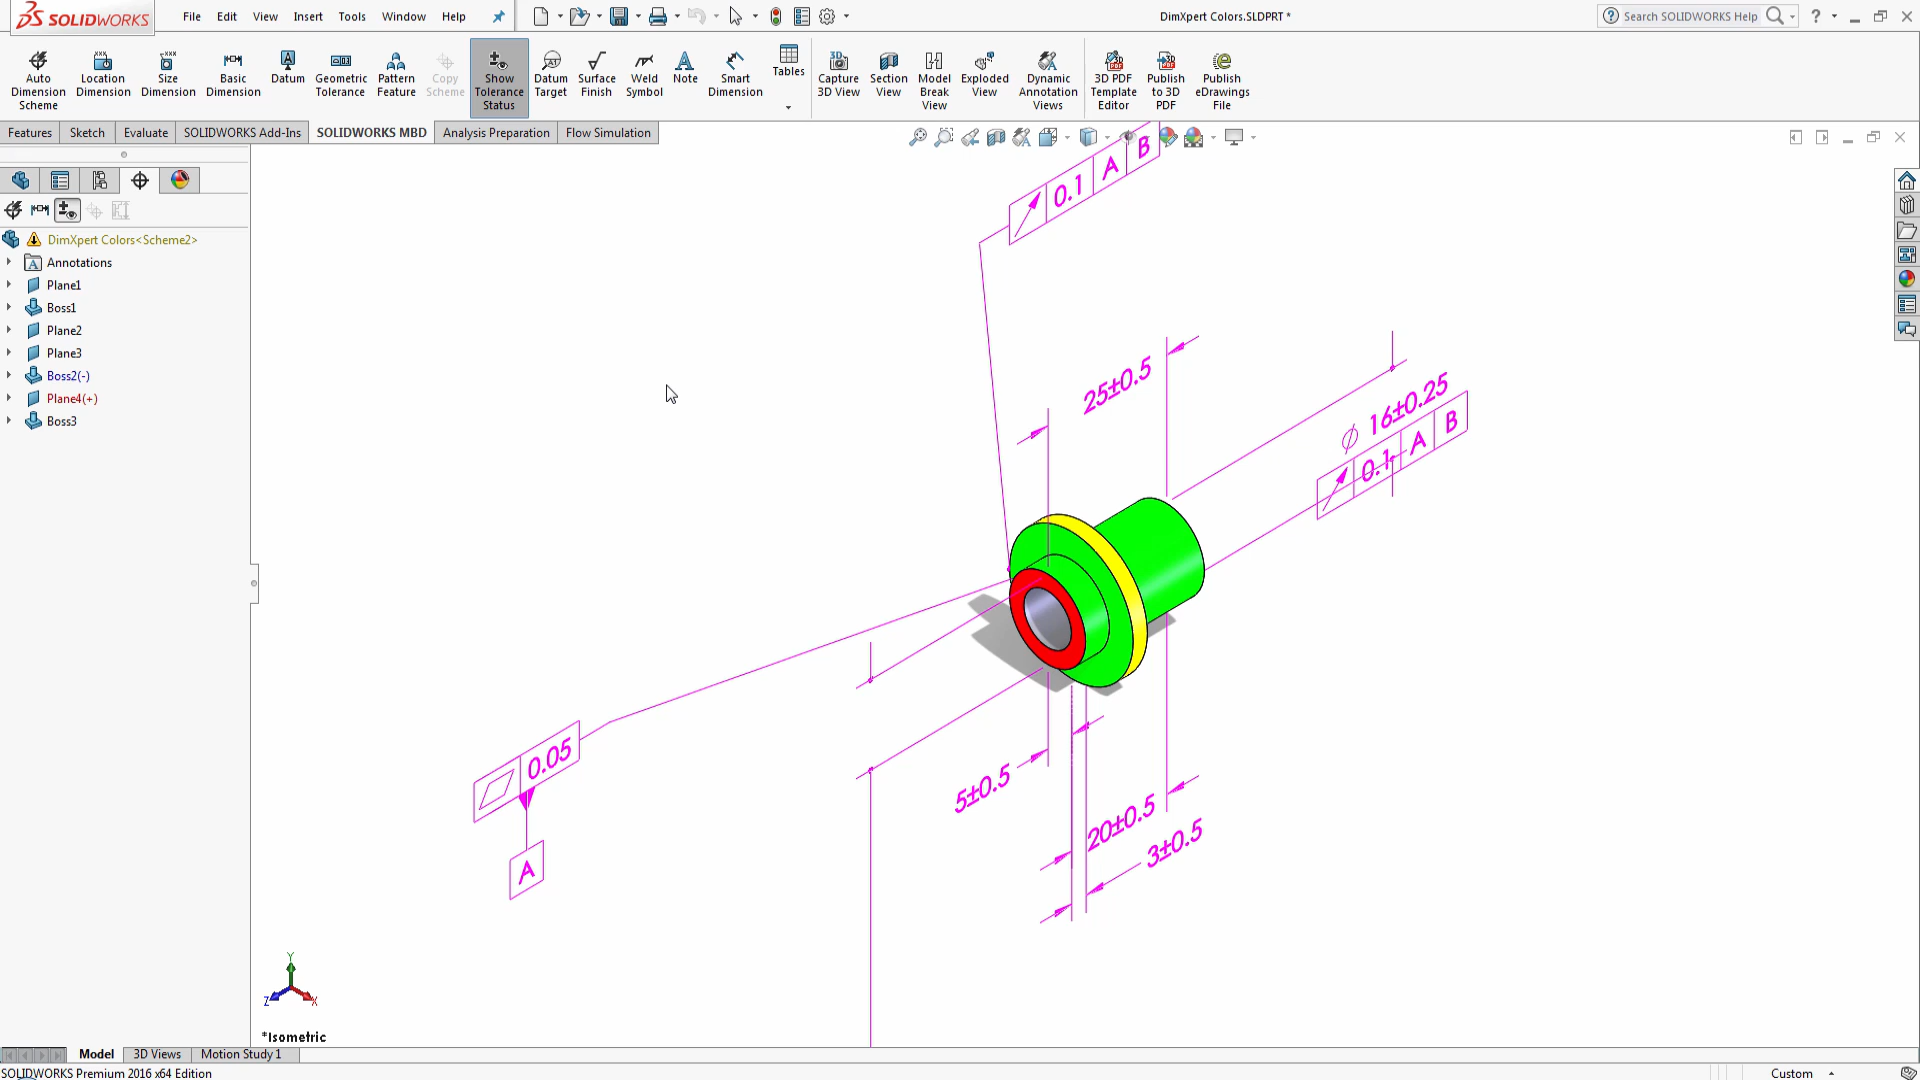 SOLIDWORKS File Edit View Insert Tools Window Help DimXpert Colors.SLDPRT * Search SOLIDWORKS Help ?
Auto Dimension Scheme
Location Dimension
Size Dimension
Basic Dimension
Datum
Geometric Tolerance
Pattern Feature
Copy Scheme
Show Tolerance Status
Datum Target
Surface Finish
Weld Symbol
Note
Smart Dimension
Tables
Capture 3D View
Section View
Model Break View
Exploded View
Dynamic Annotation Views
3D PDF Template Editor
Publish to 3D PDF
Publish eDrawings File
Features Sketch Evaluate SOLIDWORKS Add-Ins SOLIDWORKS MBD Analysis Preparation Flow Simulation
DimXpert Colors<Scheme2>
Annotations
Plane1
Boss1
Plane2
Plane3
Boss2(-)
Plane4(+)
Boss3
0.1 A B
25±0.5
∅ 16±0.25
0.1 A B
0.05
A
5±0.5
20±0.5
3±0.5
Y
Z X
*Isometric
Model 3D Views Motion Study 1
SOLIDWORKS Premium 2016 x64 Edition Custom